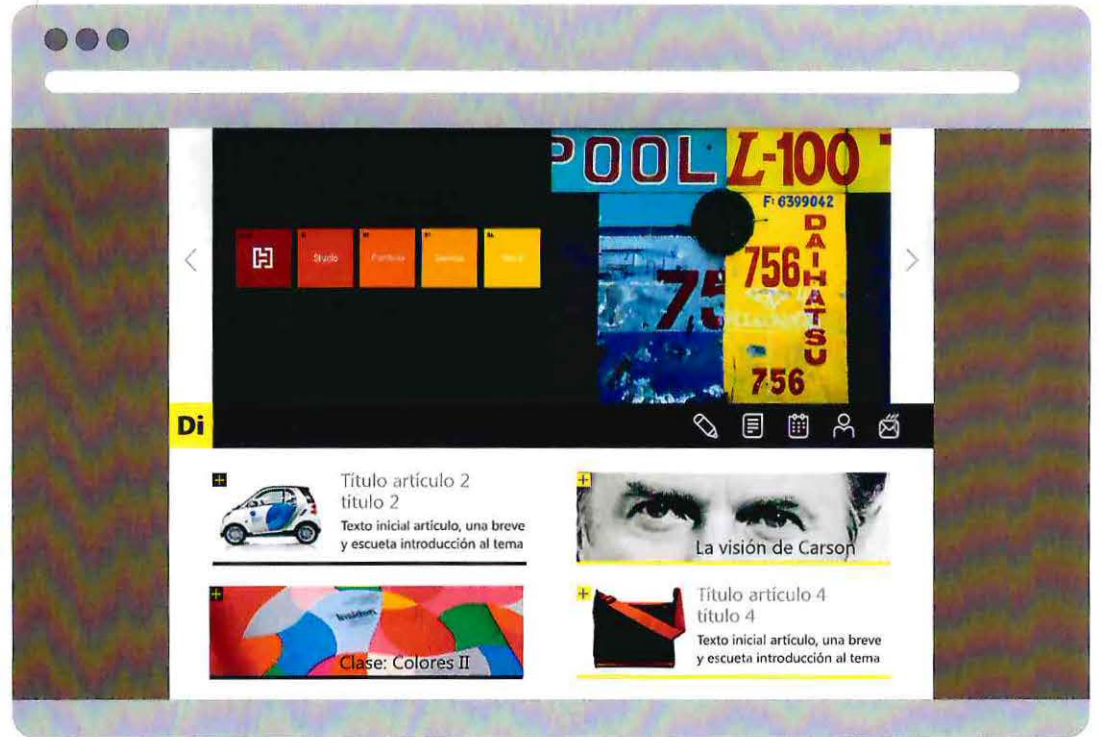 POOL L-100
F: 6399042
DAIHATSU
756
75
756
Studio
Di
Título artículo 2
título 2
Texto inicial artículo, una breve
y escueta introducción al tema
La visión de Carson
Clase: Colores II
Título artículo 4
título 4
Texto inicial artículo, una breve
y escueta introducción al tema